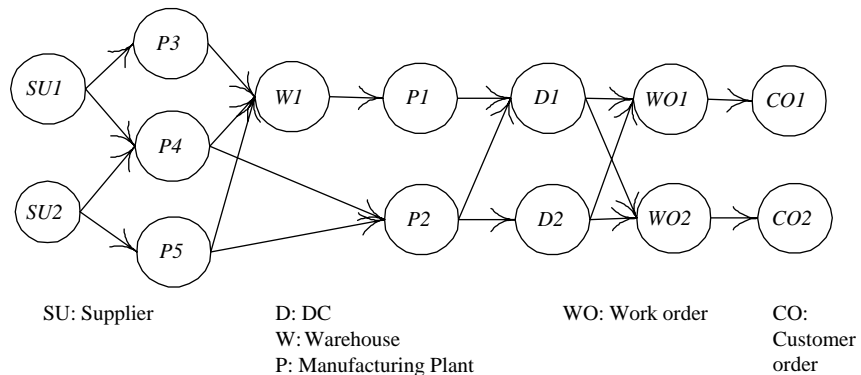 P3
SU1
W1
P1
D1
WO1
CO1
P4
SU2
P2
D2
WO2
CO2
P5
SU: Supplier
D: DC
W: Warehouse
P: Manufacturing Plant
WO: Work order
CO:
Customer
order